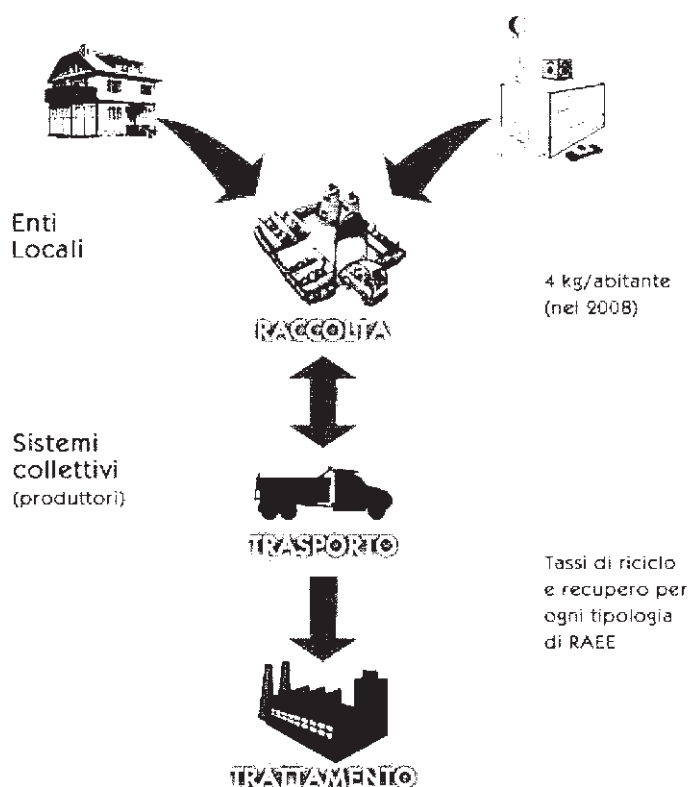 Enti
Locali
4 kg/abitante
(nel 2008)
RACCOLTA
Sistemi
collettivi
(produttori)
TRASPORTO
Tassi di riciclo
e recupero per
ogni tipologia
di RAEE
TRATTAMENTO